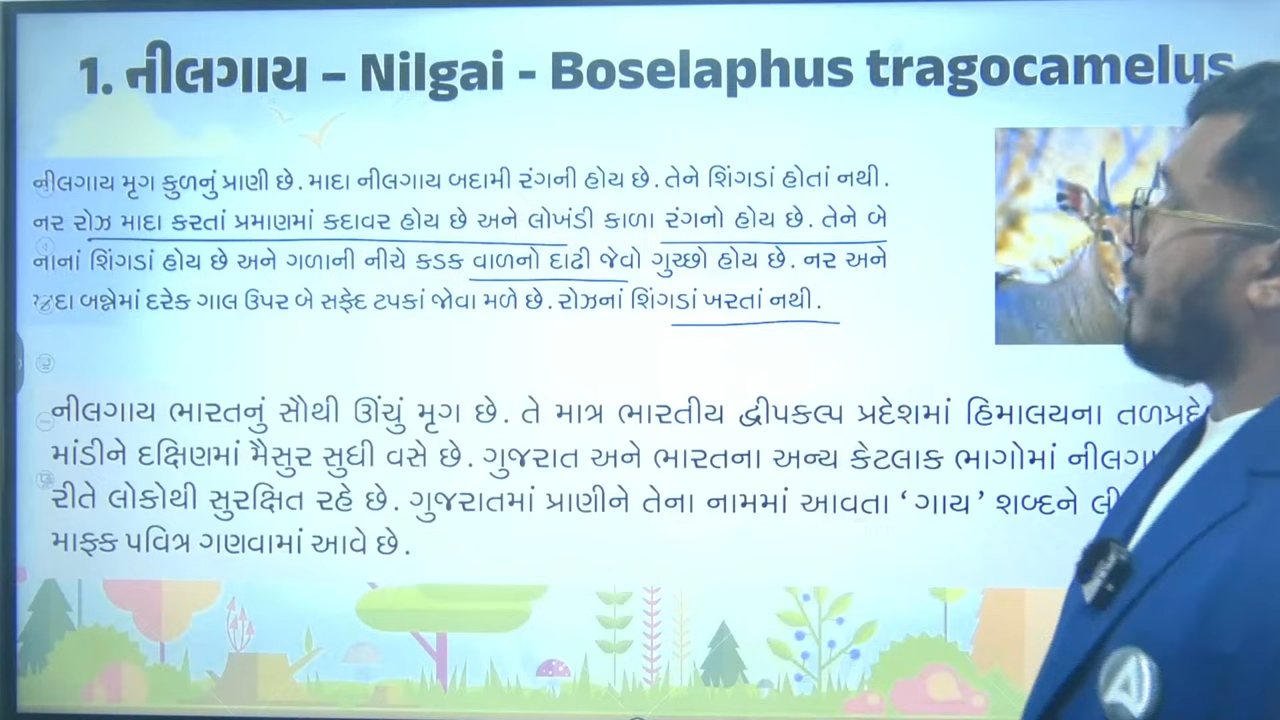 1. નીલગાય – Nilgai - Boselaphus tragocamelus
નીલગાય મૃગ કુળનું પ્રાણી છે. માદા નીલગાય બદામી રંગની હોય છે. તેને શિંગડાં હોતાં નથી.
નર રોઝ માદા કરતાં પ્રમાણમાં કદાવર હોય છે અને લોખંડી કાળા રંગનો હોય છે. તેને બે
નાનાં શિંગડાં હોય છે અને ગળાની નીચે કડક વાળનો દાઢી જેવો ગુચ્છો હોય છે. નર અને
બન્નેમાં દરેક ગાલ ઉપર બે સફેદ ટપકાં જોવા મળે છે. રોઝનાં શિંગડાં ખરતાં નથી.
નીલગાય ભારતનું સૌથી ઊંચું મૃગ છે. તે માત્ર ભારતીય દ્વીપકલ્પ પ્રદેશમાં હિમાલયના
માંડીને દક્ષિણમાં મૈસુર સુધી વસે છે. ગુજરાત અને ભારતના અન્ય કેટલાક ભાગોમાં
રીતે લોકોથી સુરક્ષિત રહે છે. ગુજરાતમાં પ્રાણીને તેના નામમાં આવતા ‘ ગાય ’ શબ્દને
માફક પવિત્ર ગણવામાં આવે છે.